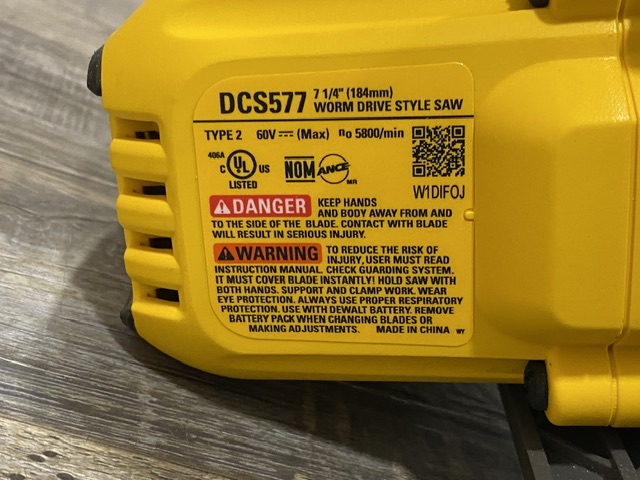 DCS577 7 1/4" (184mm)
WORM DRIVE STYLE SAW
TYPE 2 60V⎓(Max) n₀ 5800/min
406A
C UL US
LISTED
NOM ANCE
MR
W1DIFOJ
DANGER KEEP HANDS
AND BODY AWAY FROM AND
TO THE SIDE OF THE BLADE. CONTACT WITH BLADE
WILL RESULT IN SERIOUS INJURY.
WARNING TO REDUCE THE RISK OF
INJURY, USER MUST READ
INSTRUCTION MANUAL. CHECK GUARDING SYSTEM,
IT MUST COVER BLADE INSTANTLY! HOLD SAW WITH
BOTH HANDS. SUPPORT AND CLAMP WORK. WEAR
EYE PROTECTION. ALWAYS USE PROPER RESPIRATORY
PROTECTION. USE WITH DEWALT BATTERY. REMOVE
BATTERY PACK WHEN CHANGING BLADES OR
MAKING ADJUSTMENTS. MADE IN CHINA WY